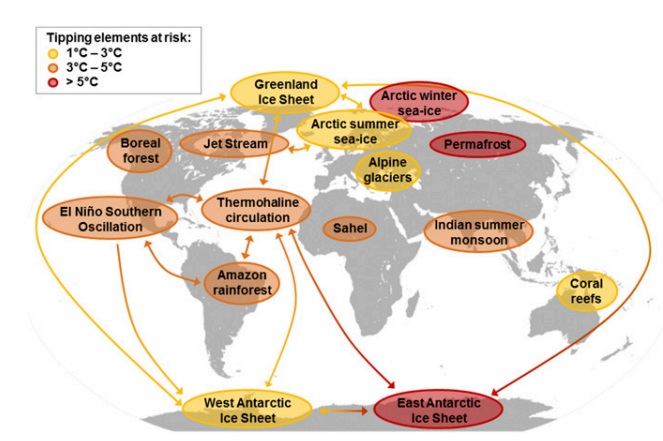 Tipping elements at risk:
1°C – 3°C
3°C – 5°C
> 5°C
Greenland
Ice Sheet
Arctic winter
sea-ice
Arctic summer
sea-ice
Boreal
forest
Jet Stream
Permafrost
Alpine
glaciers
El Niño Southern
Oscillation
Thermohaline
circulation
Sahel
Indian summer
monsoon
Amazon
rainforest
Coral
reefs
West Antarctic
Ice Sheet
East Antarctic
Ice Sheet